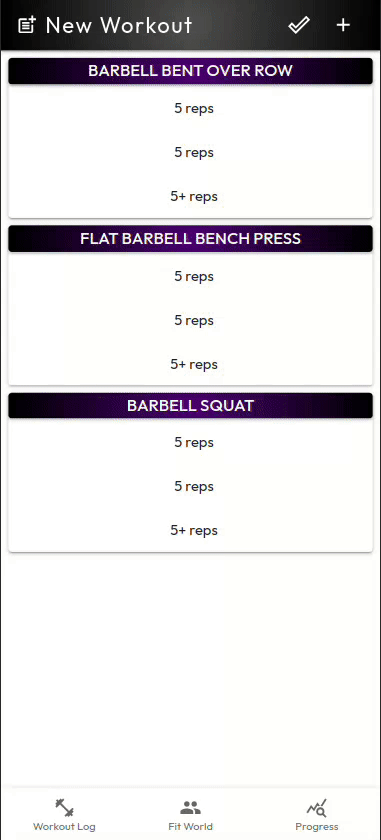 New Workout
BARBELL BENT OVER ROW
5 reps
5 reps
5+ reps
FLAT BARBELL BENCH PRESS
5 reps
5 reps
5+ reps
BARBELL SQUAT
5 reps
5 reps
5+ reps
Workout Log
Fit World
Progress